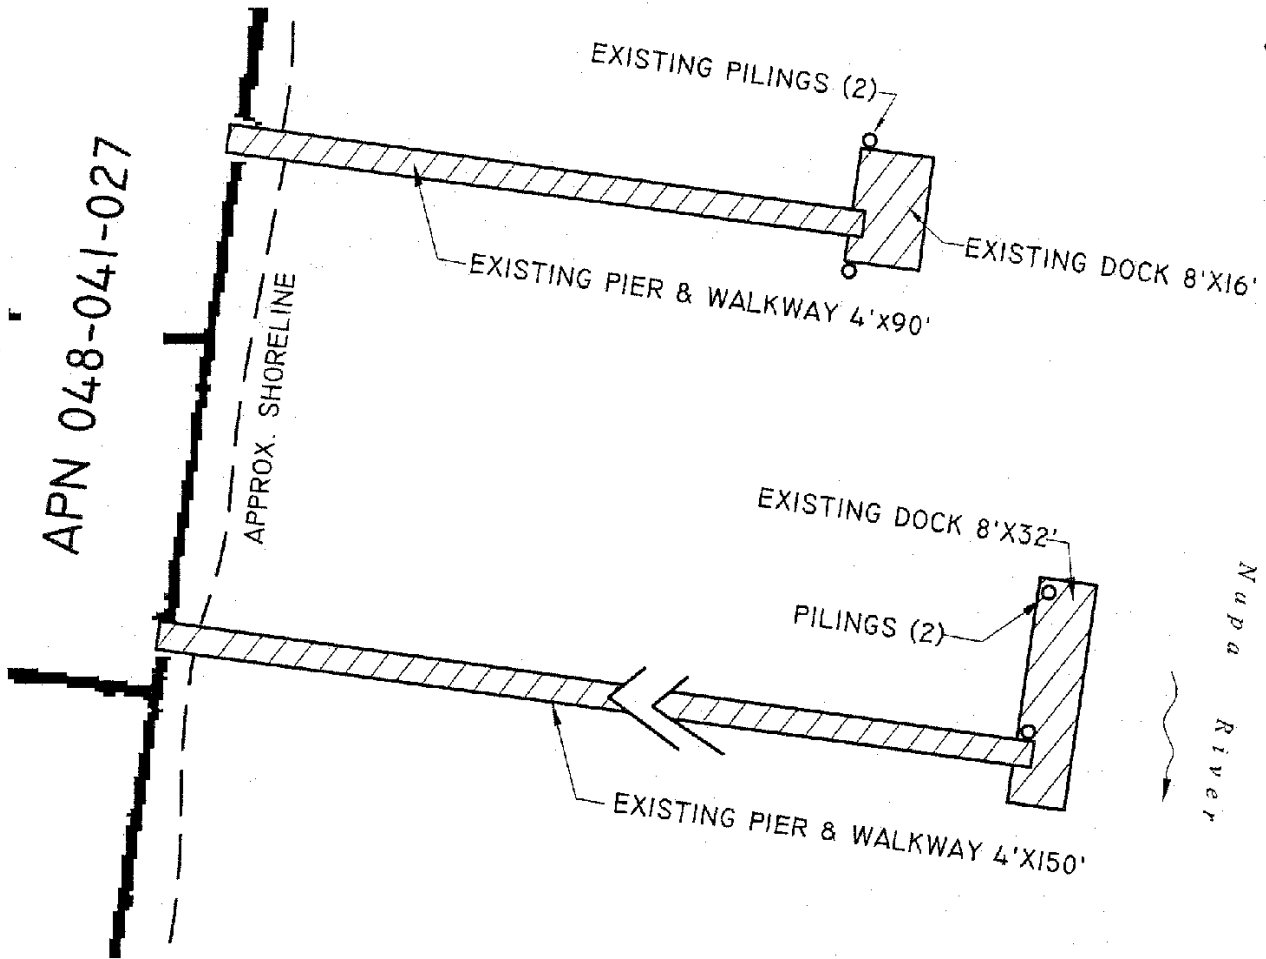 EXISTING PILINGS (2)
APN 048-041-027
EXISTING DOCK 8'X16'
EXISTING PIER & WALKWAY 4'X90'
APPROX. SHORELINE
EXISTING DOCK 8'X32'
PILINGS (2)
Napa River
EXISTING PIER & WALKWAY 4'X150'